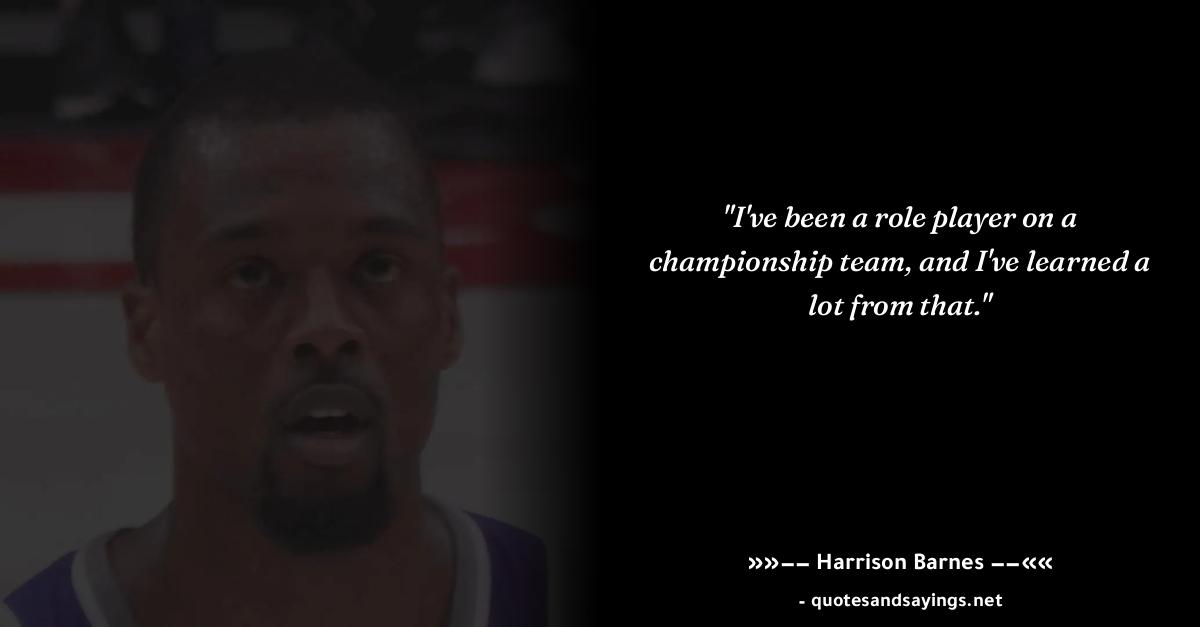 "I've been a role player on a
championship team, and I've learned a
lot from that."
»»–– Harrison Barnes ––««
- quotesandsayings.net